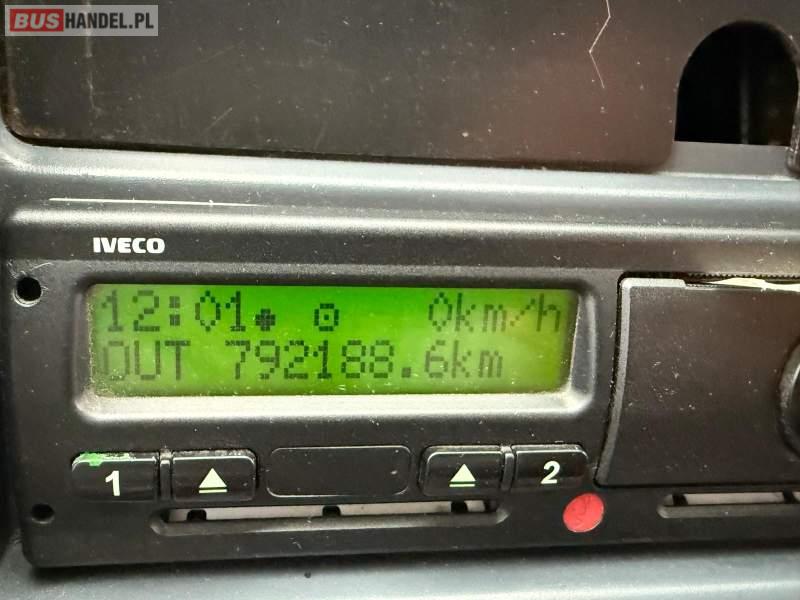 BUSHANDEL.PL
IVECO
12:01 0km/h
OUT 792188.6km
1 2